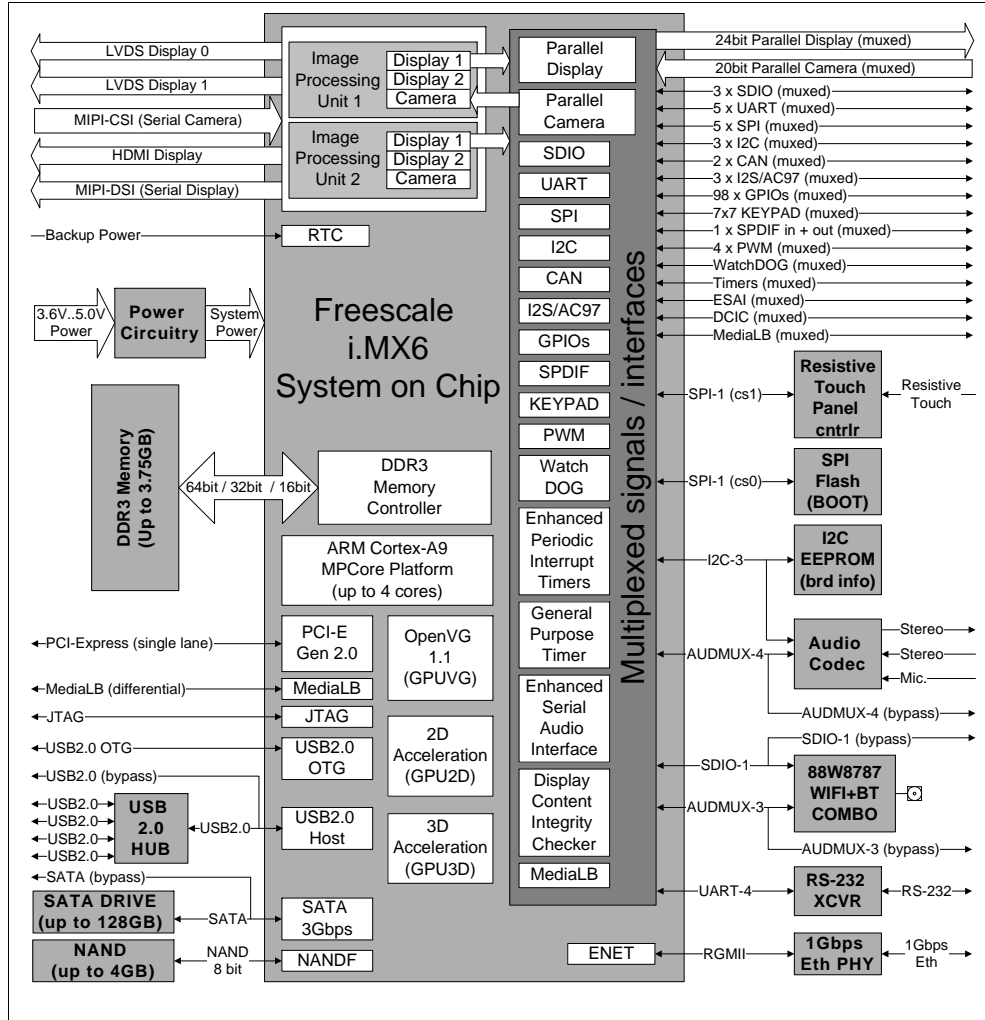 LVDS Display 0
LVDS Display 1
MIPI-CSI (Serial Camera)
HDMI Display
MIPI-DSI (Serial Display)
Backup Power
3.6V..5.0V
Power
Power
Circuitry
System
Power
DDR3 Memory
(Up to 3.75GB)
64bit / 32bit / 16bit
PCI-Express (single lane)
MediaLB (differential)
JTAG
USB2.0 OTG
USB2.0 (bypass)
USB2.0
USB2.0
USB2.0
USB2.0
USB
2.0
HUB
USB2.0
SATA (bypass)
SATA DRIVE
(up to 128GB)
SATA
NAND
(up to 4GB)
NAND
8 bit
Image
Processing
Unit 1
Display 1
Display 2
Camera
Image
Processing
Unit 2
Display 1
Display 2
Camera
RTC
Freescale
i.MX6
System on Chip
DDR3
Memory
Controller
ARM Cortex-A9
MPCore Platform
(up to 4 cores)
PCI-E
Gen 2.0
MediaLB
JTAG
USB2.0
OTG
USB2.0
Host
SATA
3Gbps
NANDF
OpenVG
1.1
(GPUVG)
2D
Acceleration
(GPU2D)
3D
Acceleration
(GPU3D)
Parallel
Display
Parallel
Camera
SDIO
UART
SPI
I2C
CAN
I2S/AC97
GPIOs
SPDIF
KEYPAD
PWM
Watch
DOG
Enhanced
Periodic
Interrupt
Timers
General
Purpose
Timer
Enhanced
Serial
Audio
Interface
Display
Content
Integrity
Checker
MediaLB
Multiplexed signals / interfaces
ENET
24bit Parallel Display (muxed)
20bit Parallel Camera (muxed)
3 x SDIO (muxed)
5 x UART (muxed)
5 x SPI (muxed)
3 x I2C (muxed)
2 x CAN (muxed)
3 x I2S/AC97 (muxed)
98 x GPIOs (muxed)
7x7 KEYPAD (muxed)
1 x SPDIF in + out (muxed)
4 x PWM (muxed)
WatchDOG (muxed)
Timers (muxed)
ESAI (muxed)
DCIC (muxed)
MediaLB (muxed)
SPI-1 (cs1)
Resistive
Touch
Panel
cntrlr
Resistive
Touch
SPI-1 (cs0)
SPI
Flash
(BOOT)
I2C-3
I2C
EEPROM
(brd info)
AUDMUX-4
Audio
Codec
Stereo
Stereo
Mic.
AUDMUX-4 (bypass)
SDIO-1 (bypass)
SDIO-1
AUDMUX-3
88W8787
WIFI+BT
COMBO
AUDMUX-3 (bypass)
UART-4
RS-232
XCVR
RS-232
RGMII
1Gbps
Eth PHY
1Gbps
Eth